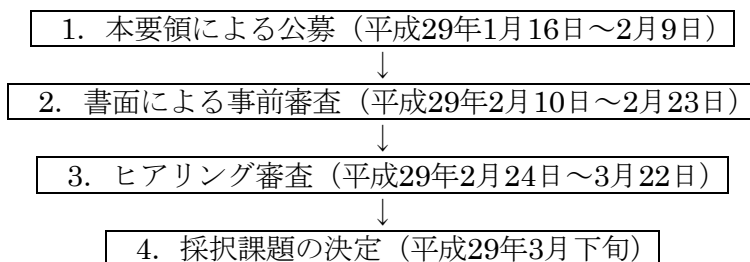 1. 本要領による公募（平成29年1月16日～2月9日）
↓
2. 書面による事前審査（平成29年2月10日～2月23日）
↓
3. ヒアリング審査（平成29年2月24日～3月22日）
↓
4. 採択課題の決定（平成29年3月下旬）